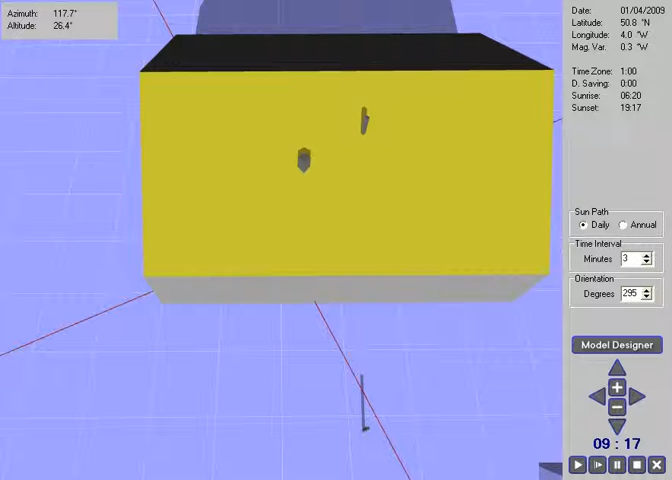 Azimuth: 117.7°
Altitude: 26.4°
Date: 01/04/2009
Latitude: 50.8 °N
Longitude: 4.0 °W
Mag. Var. 0.3 °W
Time Zone: 1:00
D. Saving: 0:00
Sunrise: 06:20
Sunset: 19:17
Sun Path
Daily Annual
Time Interval
Minutes 3
Orientation
Degrees 295
Model Designer
09 : 17